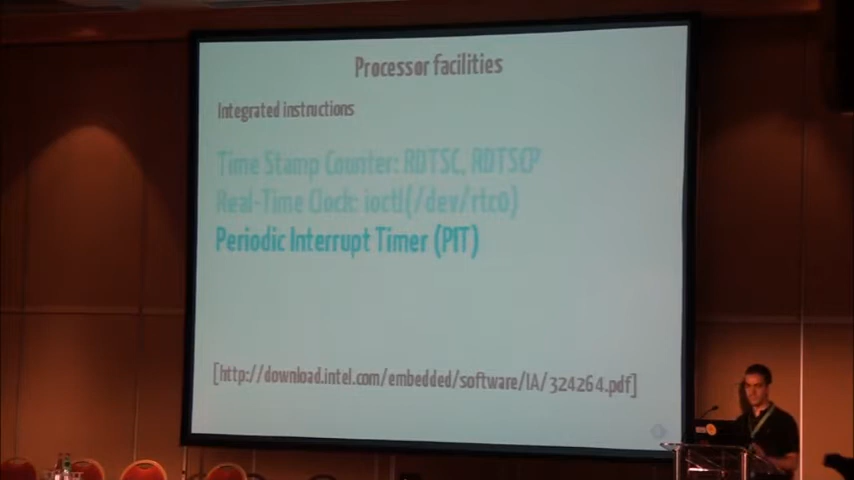 Processor facilities
Integrated instructions
Time Stamp Counter: RDTSC, RDTSCP
Real-Time Clock: ioctl(/dev/rtc0)
Periodic Interrupt Timer (PIT)
[http://download.intel.com/embedded/software/IA/324264.pdf]